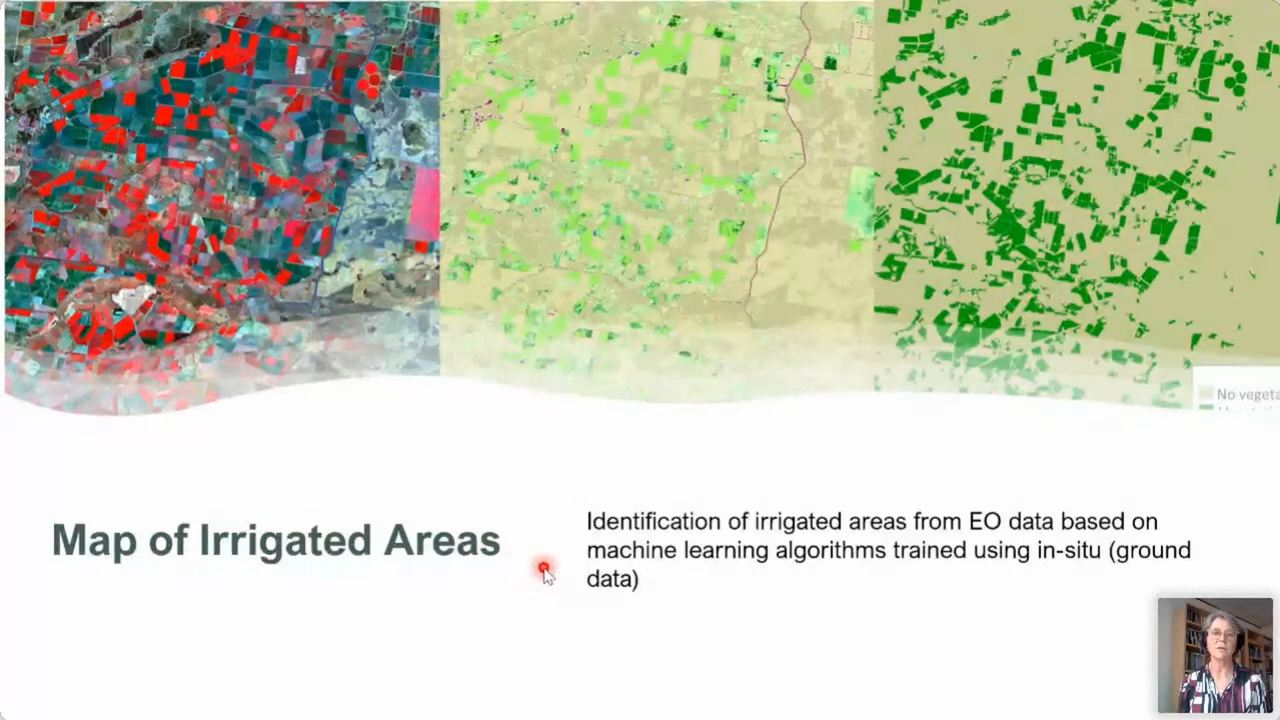 No vegeta
Map of Irrigated Areas
Identification of irrigated areas from EO data based on
machine learning algorithms trained using in-situ (ground
data)